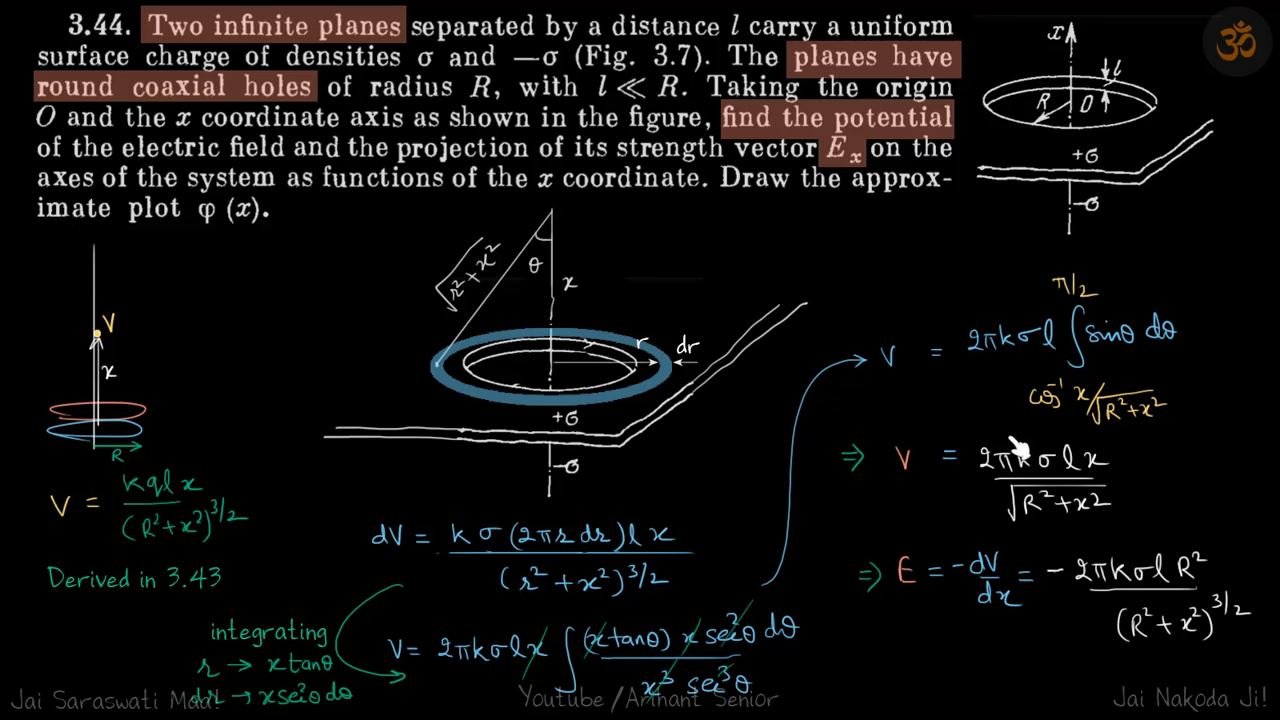 3.44. Two infinite planes separated by a distance l carry a uniform
surface charge of densities σ and —σ (Fig. 3.7). The planes have
round coaxial holes of radius R, with l ≪ R. Taking the origin
O and the x coordinate axis as shown in the figure, find the potential
of the electric field and the projection of its strength vector Eₓ on the
axes of the system as functions of the x coordinate. Draw the approx-
imate plot φ (x).
ॐ
x
l
R
O
+σ
-σ
√r²+x²
θ
x
r
dr
+σ
-σ
V
x
R
V = kqlx / (R²+x²)^3/2
Derived in 3.43
integrating
r → x tanθ
dr → x sec²θ dθ
dV = kσ(2πr dr)lx / (r²+x²)^3/2
V= 2πkσlx ∫ (x tanθ) x sec²θ dθ / x³ sec³θ
V = 2πkσl ∫ sinθ dθ
π/2
cos⁻¹ x/√R²+x²
⇒ V = 2πkσlx / √R²+x2
⇒ E = -dV/dx = - 2πkσlR² / (R²+x²)^3/2
Jai Saraswati Maa!
Youtube /Arihant Senior
Jai Nakoda Ji!